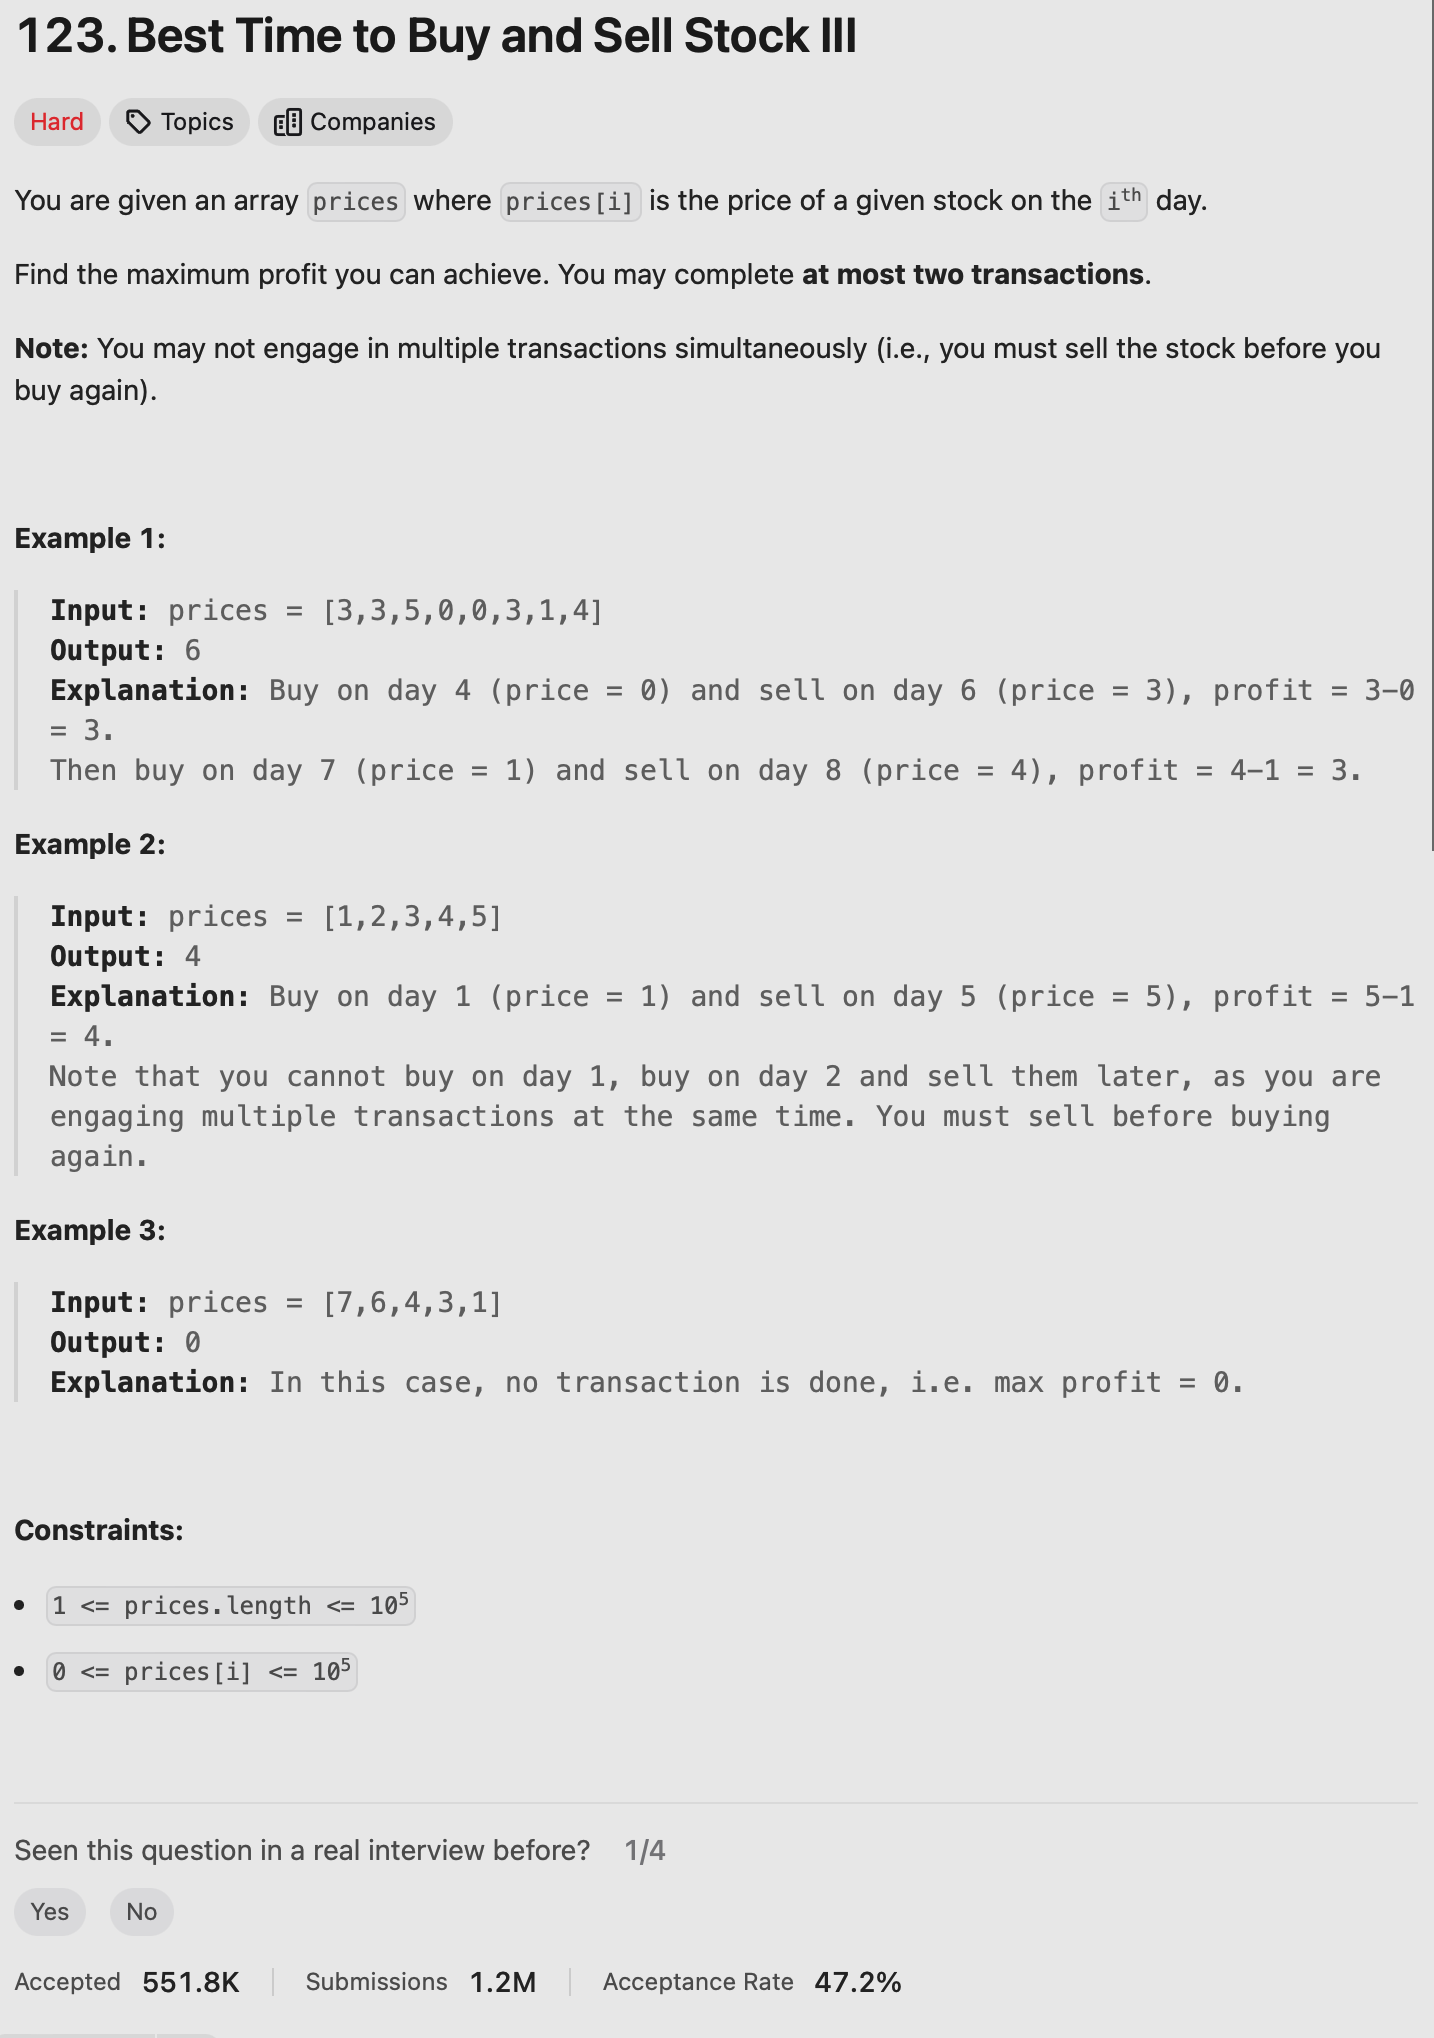 123. Best Time to Buy and Sell Stock III
Hard Topics Companies
You are given an array prices where prices[i] is the price of a given stock on the ith day.
Find the maximum profit you can achieve. You may complete at most two transactions.
Note: You may not engage in multiple transactions simultaneously (i.e., you must sell the stock before you
buy again).
Example 1:
Input: prices = [3,3,5,0,0,3,1,4]
Output: 6
Explanation: Buy on day 4 (price = 0) and sell on day 6 (price = 3), profit = 3-0
= 3.
Then buy on day 7 (price = 1) and sell on day 8 (price = 4), profit = 4-1 = 3.
Example 2:
Input: prices = [1,2,3,4,5]
Output: 4
Explanation: Buy on day 1 (price = 1) and sell on day 5 (price = 5), profit = 5-1
= 4.
Note that you cannot buy on day 1, buy on day 2 and sell them later, as you are
engaging multiple transactions at the same time. You must sell before buying
again.
Example 3:
Input: prices = [7,6,4,3,1]
Output: 0
Explanation: In this case, no transaction is done, i.e. max profit = 0.
Constraints:
• 1 <= prices.length <= 10⁵
• 0 <= prices[i] <= 10⁵
Seen this question in a real interview before? 1/4
Yes No
Accepted 551.8K Submissions 1.2M Acceptance Rate 47.2%